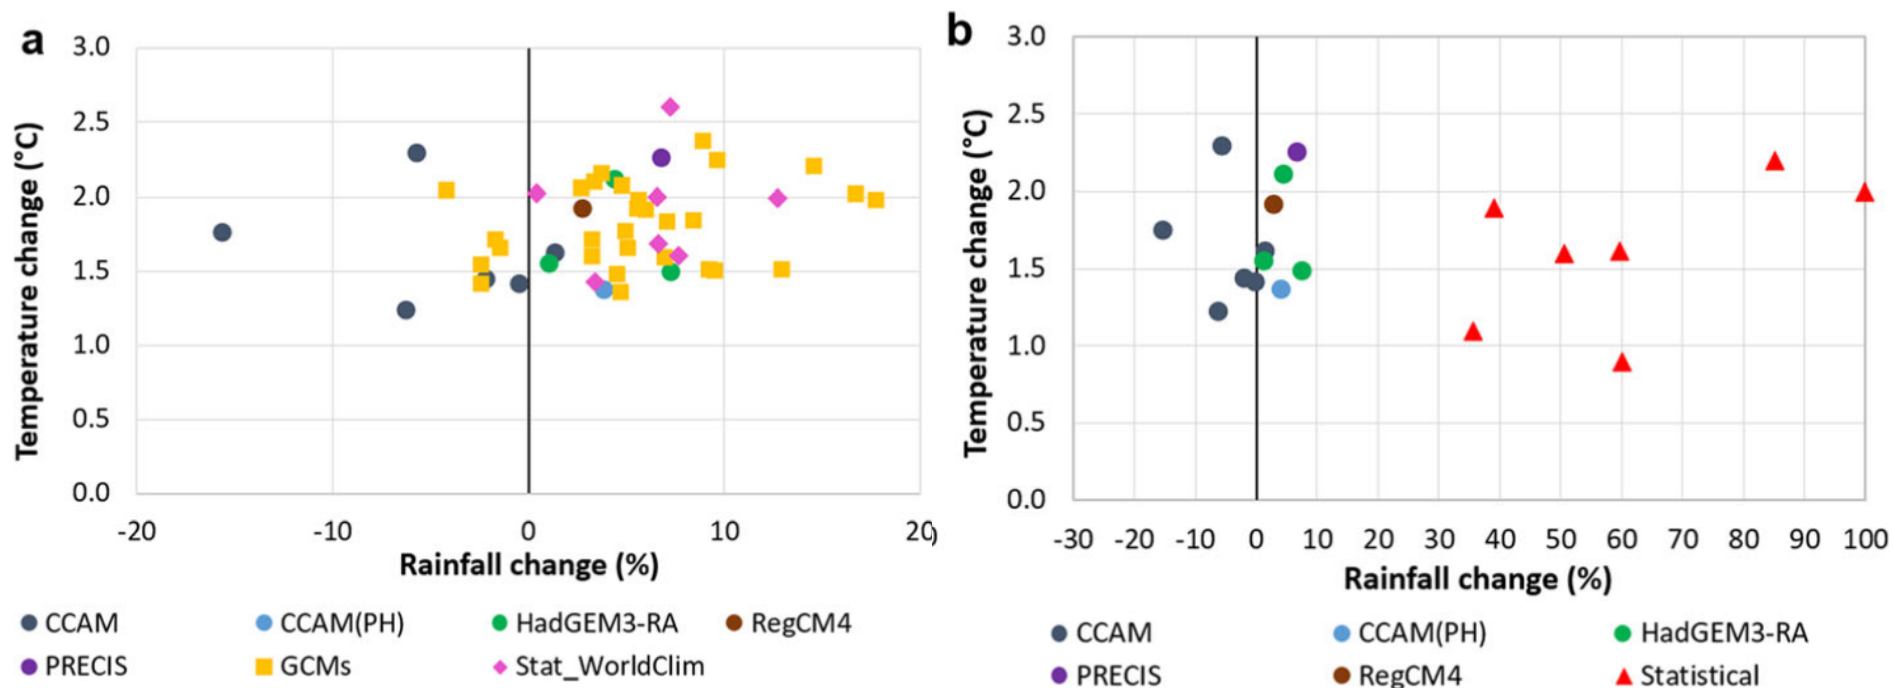 a
3.0
2.5
2.0
1.5
1.0
0.5
0.0
Temperature change (°C)
-20 -10 0 10 20
Rainfall change (%)
CCAM CCAM(PH) HadGEM3-RA RegCM4
PRECIS GCMs Stat_WorldClim
b
3.0
2.5
2.0
1.5
1.0
0.5
0.0
Temperature change (°C)
-30 -20 -10 0 10 20 30 40 50 60 70 80 90 100
Rainfall change (%)
CCAM CCAM(PH) HadGEM3-RA
PRECIS RegCM4 Statistical